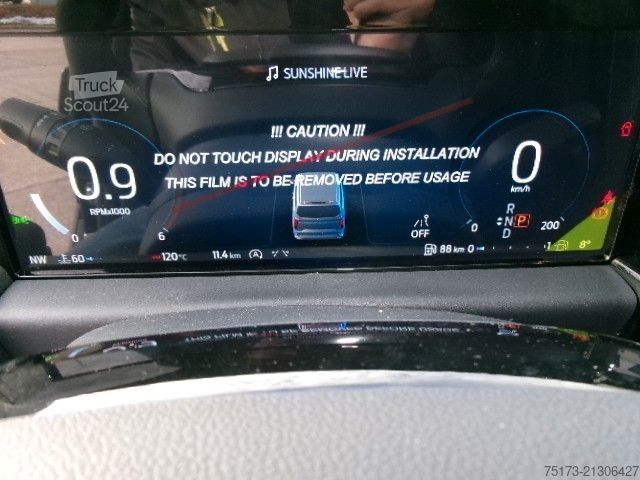 Truck
Scout24
SUNSHINE LIVE
!!! CAUTION !!!
DO NOT TOUCH DISPLAY DURING INSTALLATION
THIS FILM IS TO BE REMOVED BEFORE USAGE
0.9
RPMx1000
0 6
0
km/h
0 200
OFF
R
N P
D
NW
60 120°C
11.4 km
88 km 0 1
8°
75173-21306427